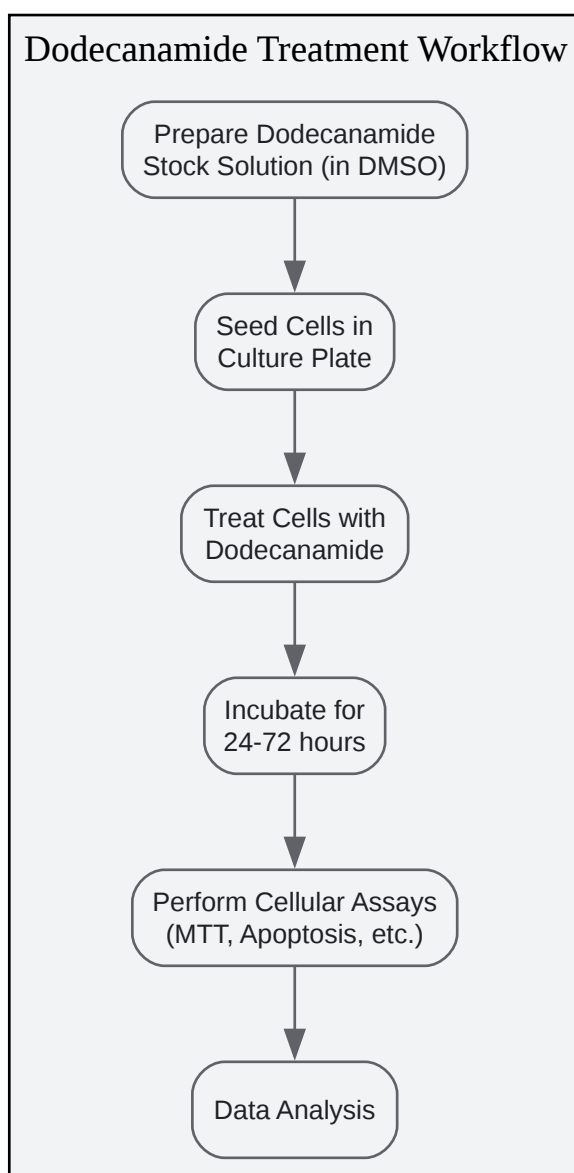 Dodecanamide Treatment Workflow
Prepare Dodecanamide
Stock Solution (in DMSO)
Seed Cells in
Culture Plate
Treat Cells with
Dodecanamide
Incubate for
24-72 hours
Perform Cellular Assays
(MTT, Apoptosis, etc.)
Data Analysis